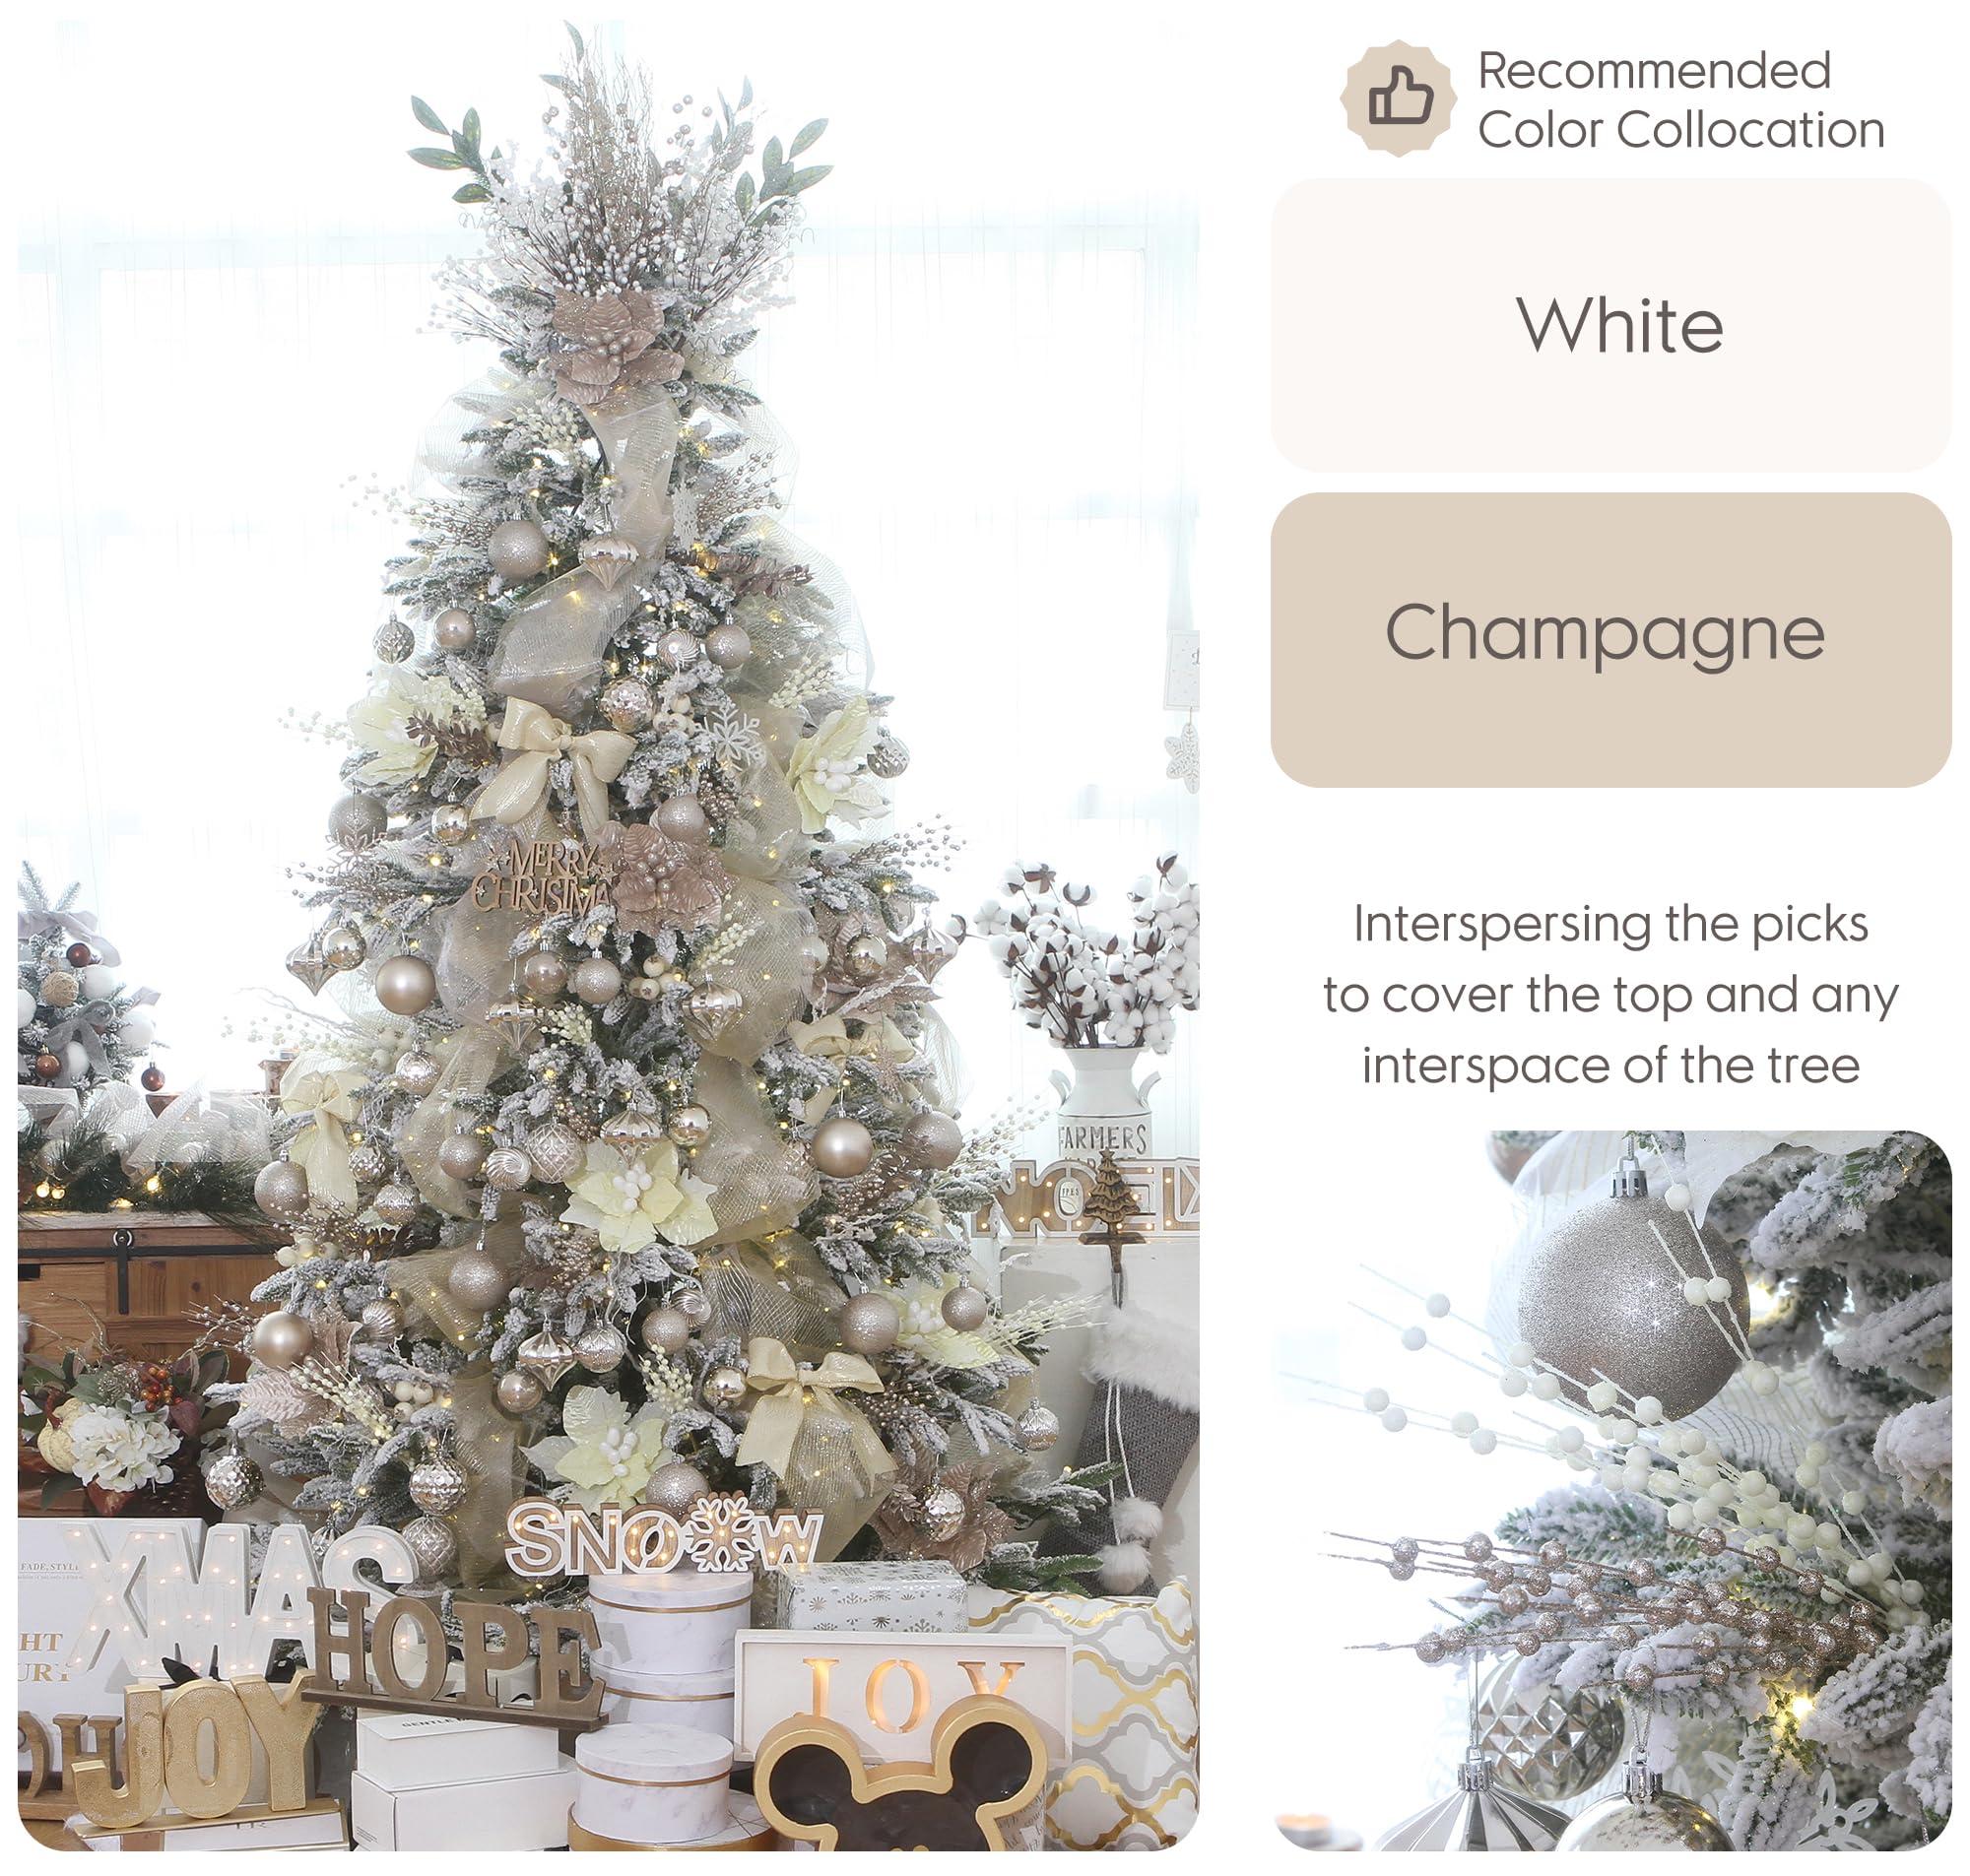 Recommended
Color Collocation
White
Champagne
Interspersing the picks
to cover the top and any
interspace of the tree
MERRY
CHRISTMA
FARMERS
NOEL
SNOW
XMAS
HOPE
JOY
JOY